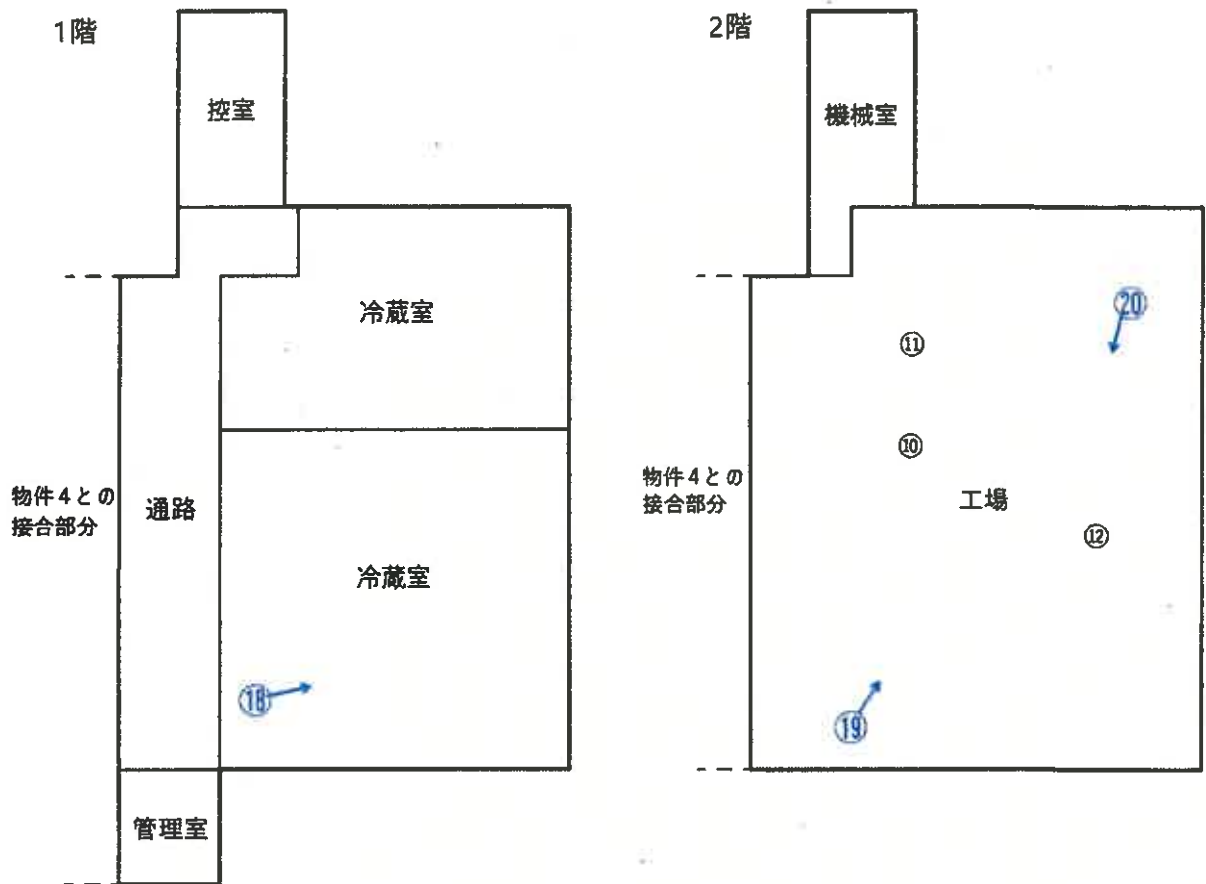 1階
控室
冷蔵室
物件4との
接合部分
通路
冷蔵室
⑱
管理室
2階
機械室
⑳
⑪
⑩
物件4との
接合部分
工場
⑫
⑲